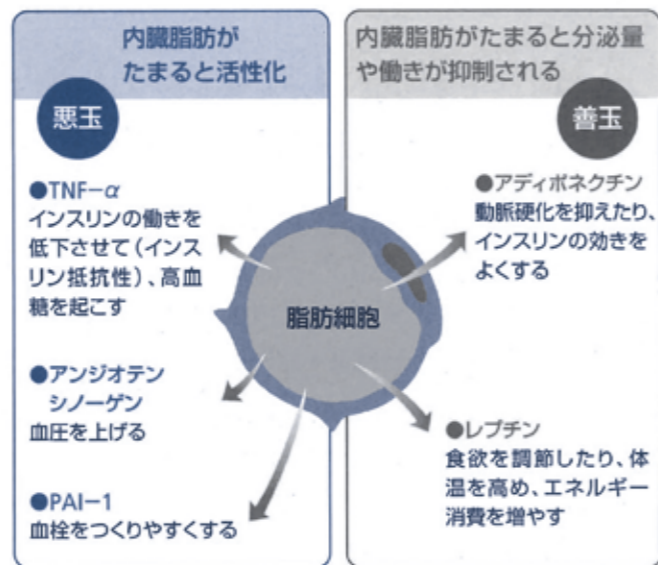 内臓脂肪が
たまると活性化
悪玉
●TNF-α
インスリンの働きを
低下させて(インス
リン抵抗性)、高血
糖を起こす
●アンジオテン
シノーゲン
血圧を上げる
●PAI-1
血栓をつくりやすくする
脂肪細胞
内臓脂肪がたまると分泌量
や働きが抑制される
善玉
●アディポネクチン
動脈硬化を抑えたり、
インスリンの効きを
よくする
●レプチン
食欲を調節したり、体
温を高め、エネルギー
消費を増やす